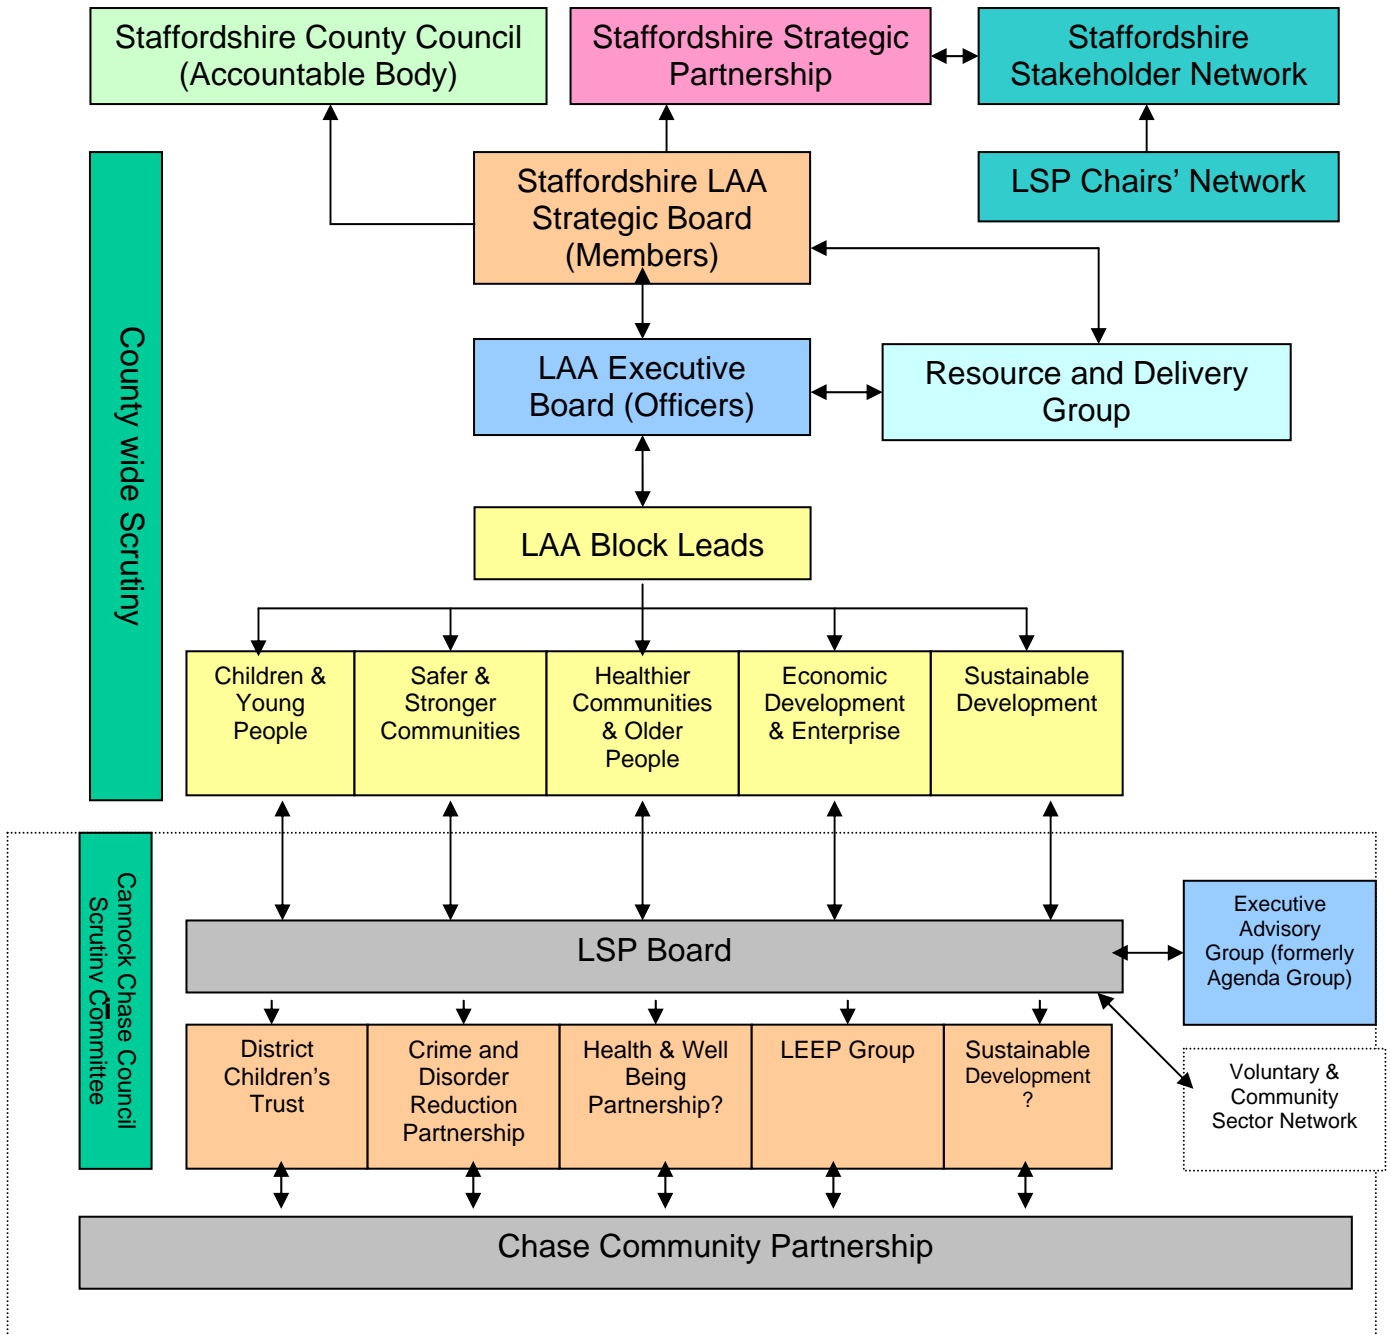 Staffordshire County Council
(Accountable Body)
Staffordshire Strategic
Partnership
Staffordshire
Stakeholder Network
Staffordshire LAA
Strategic Board
(Members)
LSP Chairs’ Network
County wide Scrutiny
LAA Executive
Board (Officers)
Resource and Delivery
Group
LAA Block Leads
Children &
Young
People
Safer &
Stronger
Communities
Healthier
Communities
& Older
People
Economic
Development
& Enterprise
Sustainable
Development
Cannock Chase Council
Scrutiny Committee
LSP Board
Executive
Advisory
Group (formerly
Agenda Group)
District
Children’s
Trust
Crime and
Disorder
Reduction
Partnership
Health & Well
Being
Partnership?
LEEP Group
Sustainable
Development
?
Voluntary &
Community
Sector Network
Chase Community Partnership